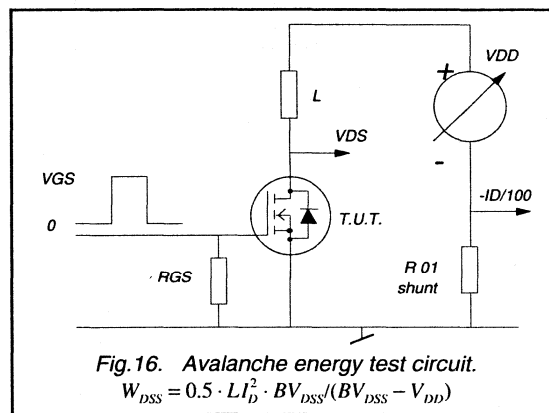 VDD
+
L
VDS
-
VGS
-ID/100
0
T.U.T.
RGS
R 01
shunt
Fig.16. Avalanche energy test circuit.
W_DSS = 0.5 · LI_D^2 · BV_DSS/(BV_DSS − V_DD)